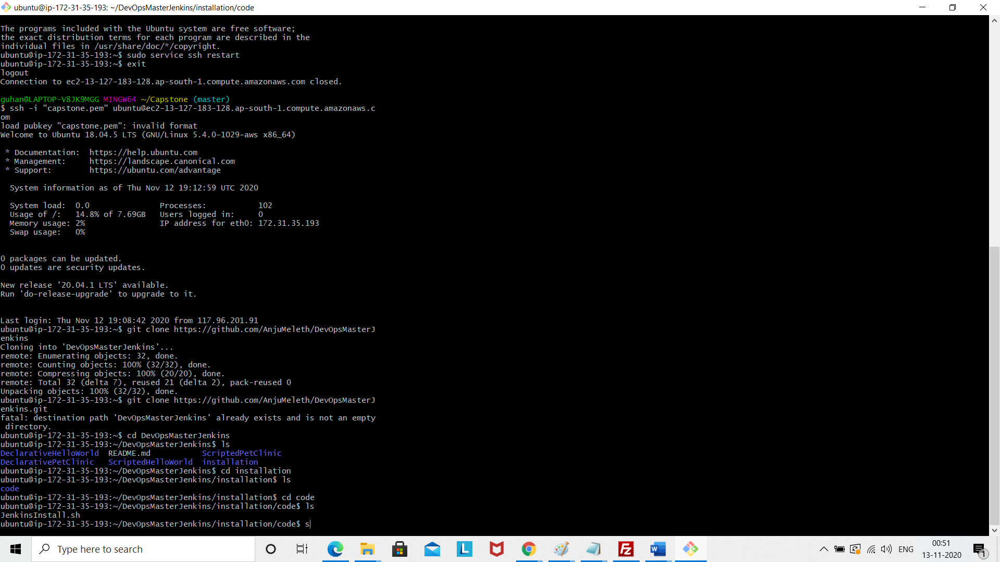 ubuntu@ip-172-31-35-193: ~/DevOpsMasterJenkins/installation/code
The programs included with the Ubuntu system are free software;
the exact distribution terms for each program are described in the
individual files in /usr/share/doc/*/copyright.
ubuntu@ip-172-31-35-193:~$ sudo service ssh restart
ubuntu@ip-172-31-35-193:~$ exit
logout
Connection to ec2-13-127-183-128.ap-south-1.compute.amazonaws.com closed.
guhan@LAPTOP-V8JK9MGG MINGW64 ~/Capstone (master)
$ ssh -i "capstone.pem" ubuntu@ec2-13-127-183-128.ap-south-1.compute.amazonaws.c
om
load pubkey "capstone.pem": invalid format
Welcome to Ubuntu 18.04.5 LTS (GNU/Linux 5.4.0-1029-aws x86_64)
* Documentation:  https://help.ubuntu.com
* Management:     https://landscape.canonical.com
* Support:        https://ubuntu.com/advantage
System information as of Thu Nov 12 19:12:59 UTC 2020
System load:  0.0               Processes:           102
Usage of /:   14.8% of 7.69GB   Users logged in:     0
Memory usage: 2%                IP address for eth0: 172.31.35.193
Swap usage:   0%
0 packages can be updated.
0 updates are security updates.
New release '20.04.1 LTS' available.
Run 'do-release-upgrade' to upgrade to it.
Last login: Thu Nov 12 19:08:42 2020 from 117.96.201.91
ubuntu@ip-172-31-35-193:~$ git clone https://github.com/AnjuMeleth/DevOpsMasterJ
enkins
Cloning into 'DevOpsMasterJenkins'...
remote: Enumerating objects: 32, done.
remote: Counting objects: 100% (32/32), done.
remote: Compressing objects: 100% (20/20), done.
remote: Total 32 (delta 7), reused 21 (delta 2), pack-reused 0
Unpacking objects: 100% (32/32), done.
ubuntu@ip-172-31-35-193:~$ git clone https://github.com/AnjuMeleth/DevOpsMasterJ
enkins.git
fatal: destination path 'DevOpsMasterJenkins' already exists and is not an empty
directory.
ubuntu@ip-172-31-35-193:~$ cd DevOpsMasterJenkins
ubuntu@ip-172-31-35-193:~/DevOpsMasterJenkins$ ls
DeclarativeHelloWorld  README.md           ScriptedPetClinic
DeclarativePetClinic   ScriptedHelloWorld  installation
ubuntu@ip-172-31-35-193:~/DevOpsMasterJenkins$ cd installation
ubuntu@ip-172-31-35-193:~/DevOpsMasterJenkins/installation$ ls
code
ubuntu@ip-172-31-35-193:~/DevOpsMasterJenkins/installation$ cd code
ubuntu@ip-172-31-35-193:~/DevOpsMasterJenkins/installation/code$ ls
JenkinsInstall.sh
ubuntu@ip-172-31-35-193:~/DevOpsMasterJenkins/installation/code$ s
Type here to search
L
FZ
W
ENG
00:51
13-11-2020
1